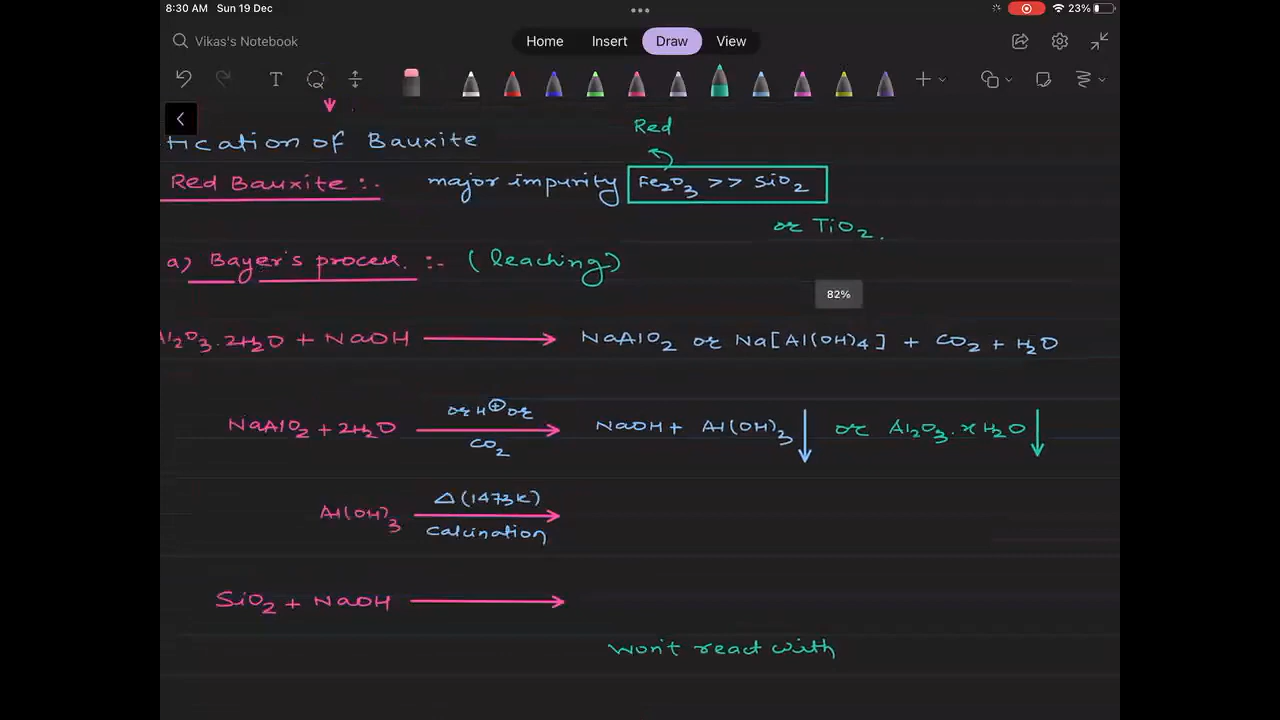 8:30 AM Sun 19 Dec
23%
Vikas's Notebook
Home Insert Draw View
Red
fication of Bauxite
Red Bauxite :- major impurity Fe₂O₃ >> SiO₂
or TiO₂.
a) Bayer's process. :- (leaching)
82%
Al₂O₃.2H₂O + NaOH → NaAlO₂ or Na[Al(OH)₄] + CO₂ + H₂O
or H⊕ or
NaAlO₂ + 2H₂O → NaOH + Al(OH)₃ ↓ or Al₂O₃.xH₂O ↓
CO₂
Δ(1473K)
Al(OH)₃ →
Calcination
SiO₂ + NaOH →
Won't react with